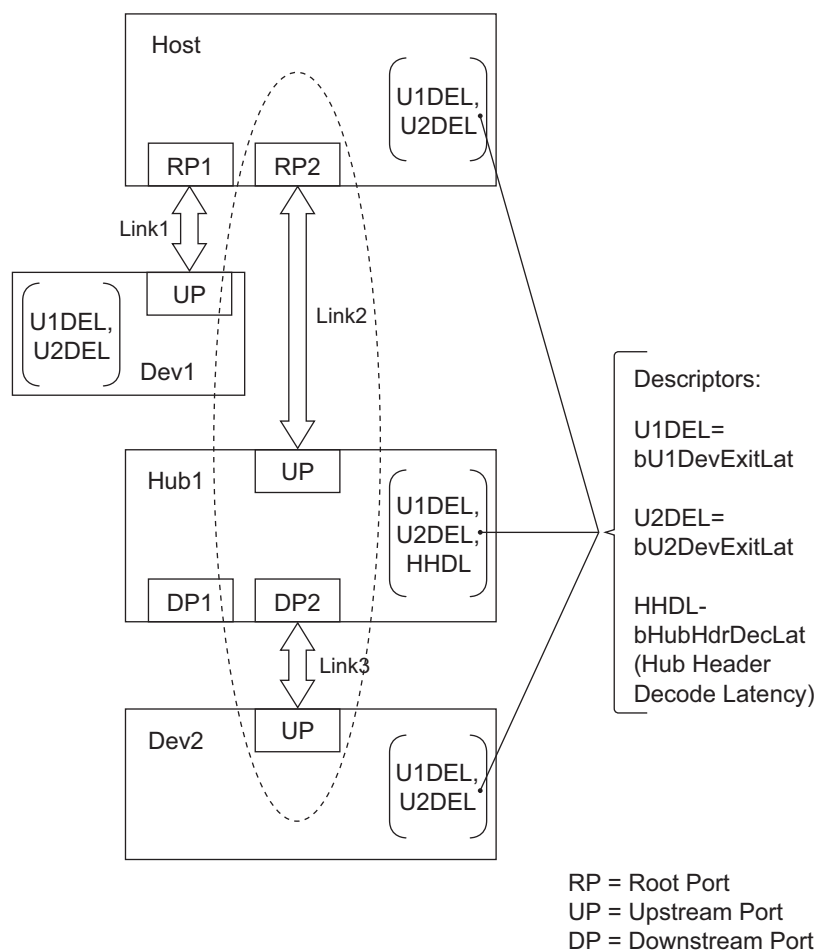 Host
U1DEL,
U2DEL
RP1
RP2
Link1
UP
U1DEL,
U2DEL
Dev1
Link2
Descriptors:
U1DEL=
bU1DevExitLat
U2DEL=
bU2DevExitLat
HHDL-
bHubHdrDecLat
(Hub Header
Decode Latency)
UP
Hub1
U1DEL,
U2DEL,
HHDL
DP1
DP2
Link3
UP
Dev2
U1DEL,
U2DEL
RP = Root Port
UP = Upstream Port
DP = Downstream Port